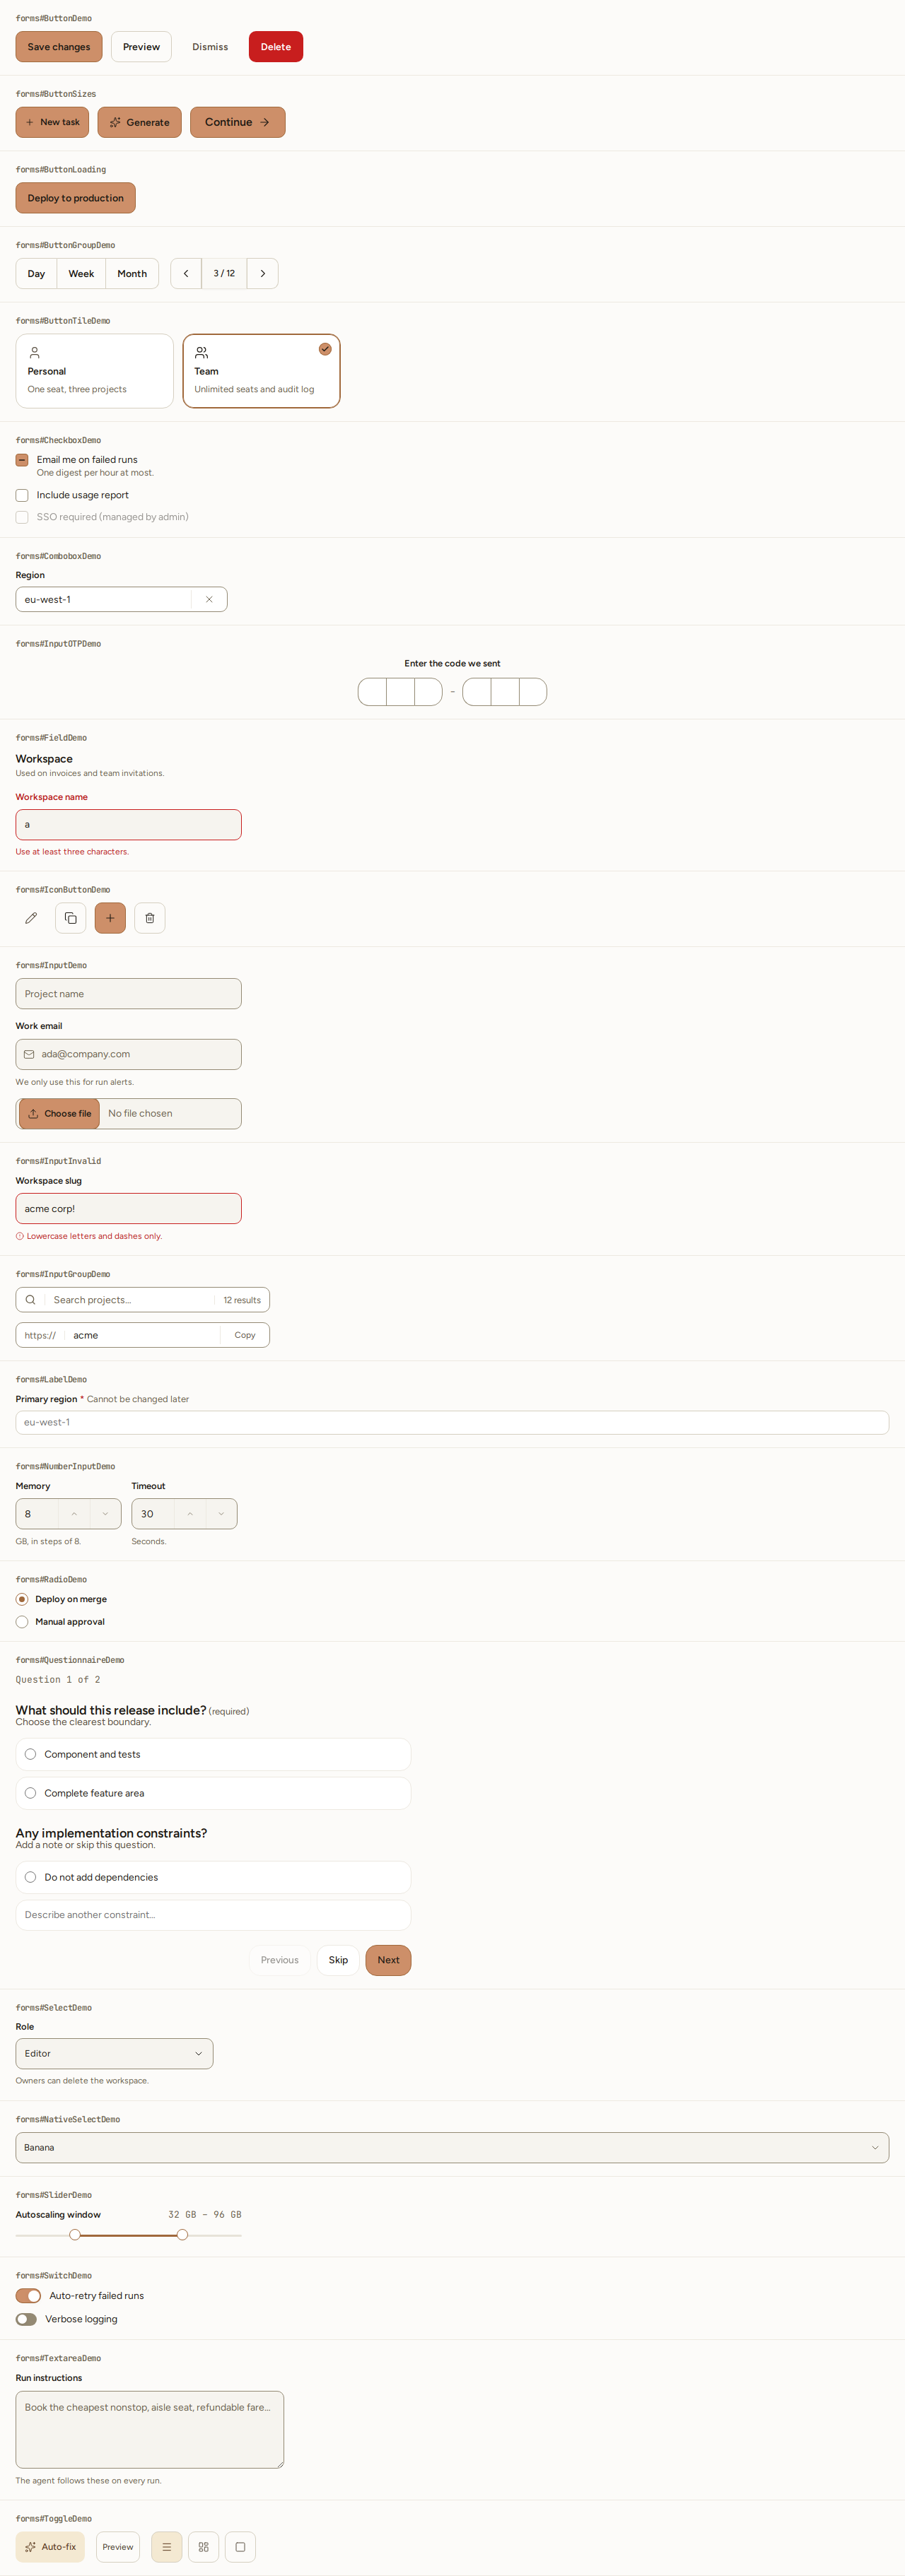 forms#ButtonDemo
Save changes Preview Dismiss Delete
forms#ButtonSizes
New task Generate Continue
forms#ButtonLoading
Deploy to production
forms#ButtonGroupDemo
Day Week Month 3 / 12
forms#ButtonTileDemo
Personal Team
One seat, three projects Unlimited seats and audit log
forms#CheckboxDemo
Email me on failed runs
One digest per hour at most.
Include usage report
SSO required (managed by admin)
forms#ComboboxDemo
Region
eu-west-1
forms#InputOTPDemo
Enter the code we sent
-
forms#FieldDemo
Workspace
Used on invoices and team invitations.
Workspace name
a
Use at least three characters.
forms#IconButtonDemo
forms#InputDemo
Project name
Work email
ada@company.com
We only use this for run alerts.
Choose file No file chosen
forms#InputInvalid
Workspace slug
acme corp!
Lowercase letters and dashes only.
forms#InputGroupDemo
Search projects... 12 results
https:// acme Copy
forms#LabelDemo
Primary region * Cannot be changed later
eu-west-1
forms#NumberInputDemo
Memory Timeout
8 30
GB, in steps of 8. Seconds.
forms#RadioDemo
Deploy on merge
Manual approval
forms#QuestionnaireDemo
Question 1 of 2
What should this release include? (required)
Choose the clearest boundary.
Component and tests
Complete feature area
Any implementation constraints?
Add a note or skip this question.
Do not add dependencies
Describe another constraint...
Previous Skip Next
forms#SelectDemo
Role
Editor
Owners can delete the workspace.
forms#NativeSelectDemo
Banana
forms#SliderDemo
Autoscaling window 32 GB – 96 GB
forms#SwitchDemo
Auto-retry failed runs
Verbose logging
forms#TextareaDemo
Run instructions
Book the cheapest nonstop, aisle seat, refundable fare...
The agent follows these on every run.
forms#ToggleDemo
Auto-fix Preview